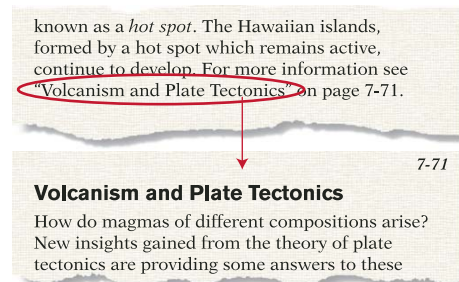 known as a hot spot. The Hawaiian islands,
formed by a hot spot which remains active,
continue to develop. For more information see
“Volcanism and Plate Tectonics” on page 7-71.
7-71
Volcanism and Plate Tectonics
How do magmas of different compositions arise?
New insights gained from the theory of plate
tectonics are providing some answers to these